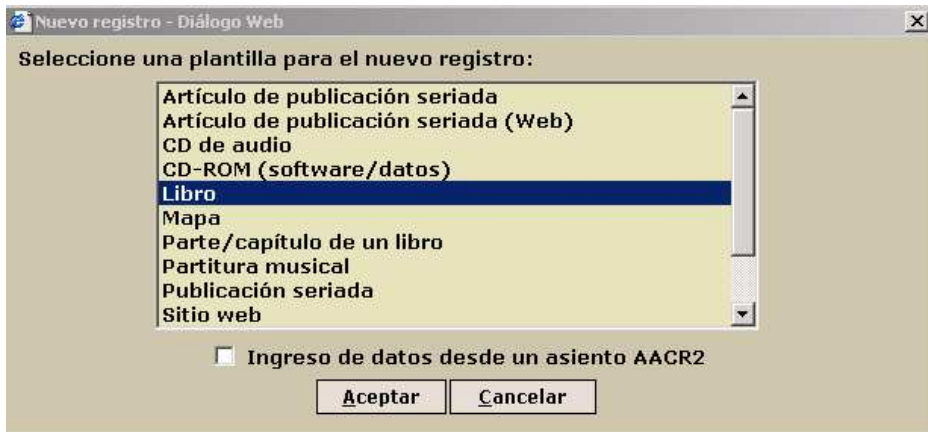 Nuevo registro - Diálogo Web
Seleccione una plantilla para el nuevo registro:
Artículo de publicación seriada
Artículo de publicación seriada (Web)
CD de audio
CD-ROM (software/datos)
Libro
Mapa
Parte/capítulo de un libro
Partitura musical
Publicación seriada
Sitio web
Ingreso de datos desde un asiento AACR2
Aceptar Cancelar